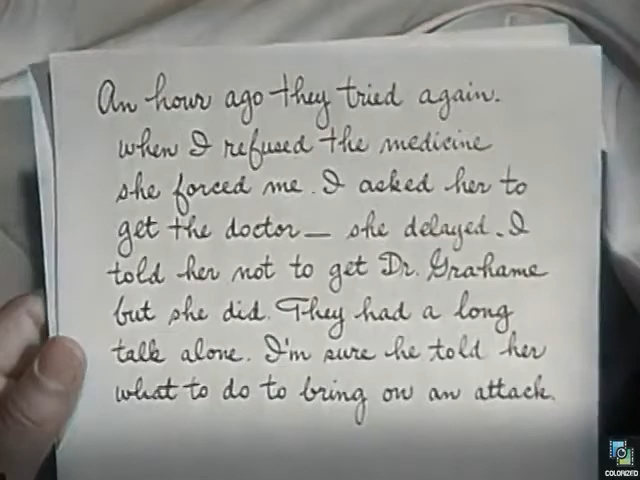 An hour ago they tried again.
when I refused the medicine
she forced me. I asked her to
get the doctor— she delayed. I
told her not to get Dr. Grahame
but she did. They had a long
talk alone. I'm sure he told her
what to do to bring on an attack.
COLORIZED